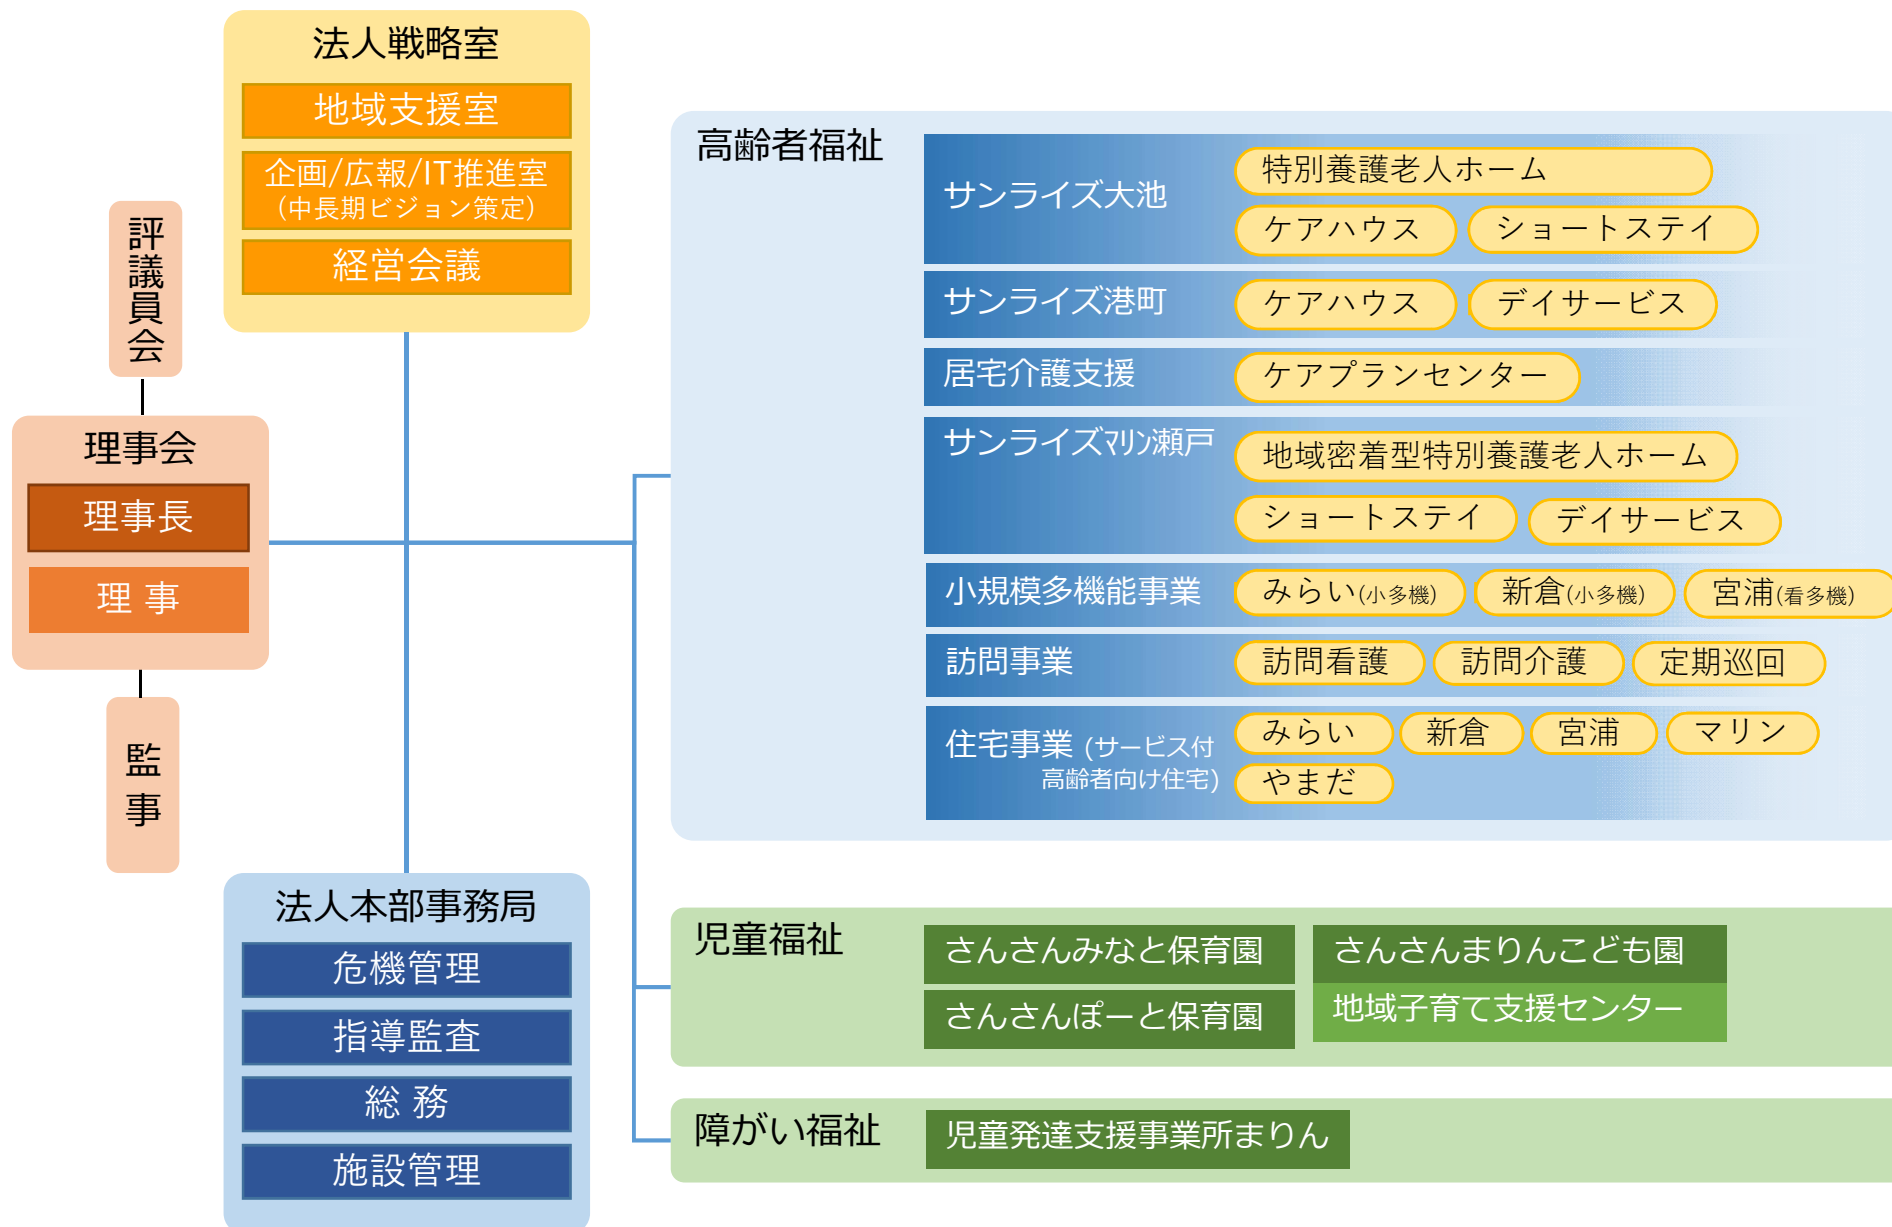 法人戦略室
地域支援室
企画/広報/IT推進室
(中長期ビジョン策定)
経営会議
評議員会
理事会
理事長
理 事
監事
法人本部事務局
危機管理
指導監査
総 務
施設管理
高齢者福祉
サンライズ大池
特別養護老人ホーム
ケアハウス
ショートステイ
サンライズ港町
ケアハウス
デイサービス
居宅介護支援
ケアプランセンター
サンライズﾏﾘﾝ瀬戸
地域密着型特別養護老人ホーム
ショートステイ
デイサービス
小規模多機能事業
みらい(小多機)
新倉(小多機)
宮浦(看多機)
訪問事業
訪問看護
訪問介護
定期巡回
住宅事業 (サービス付
高齢者向け住宅)
みらい
新倉
宮浦
マリン
やまだ
児童福祉
さんさんみなと保育園
さんさんぽーと保育園
さんさんまりんこども園
地域子育て支援センター
障がい福祉
児童発達支援事業所まりん